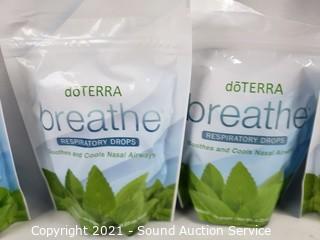 dōTERRA
breathe
RESPIRATORY DROPS
Soothes and Cools Nasal Airways
dōTERRA
breathe
RESPIRATORY DROPS
Soothes and Cools Nasal Airways
Copyright 2021 - Sound Auction Service